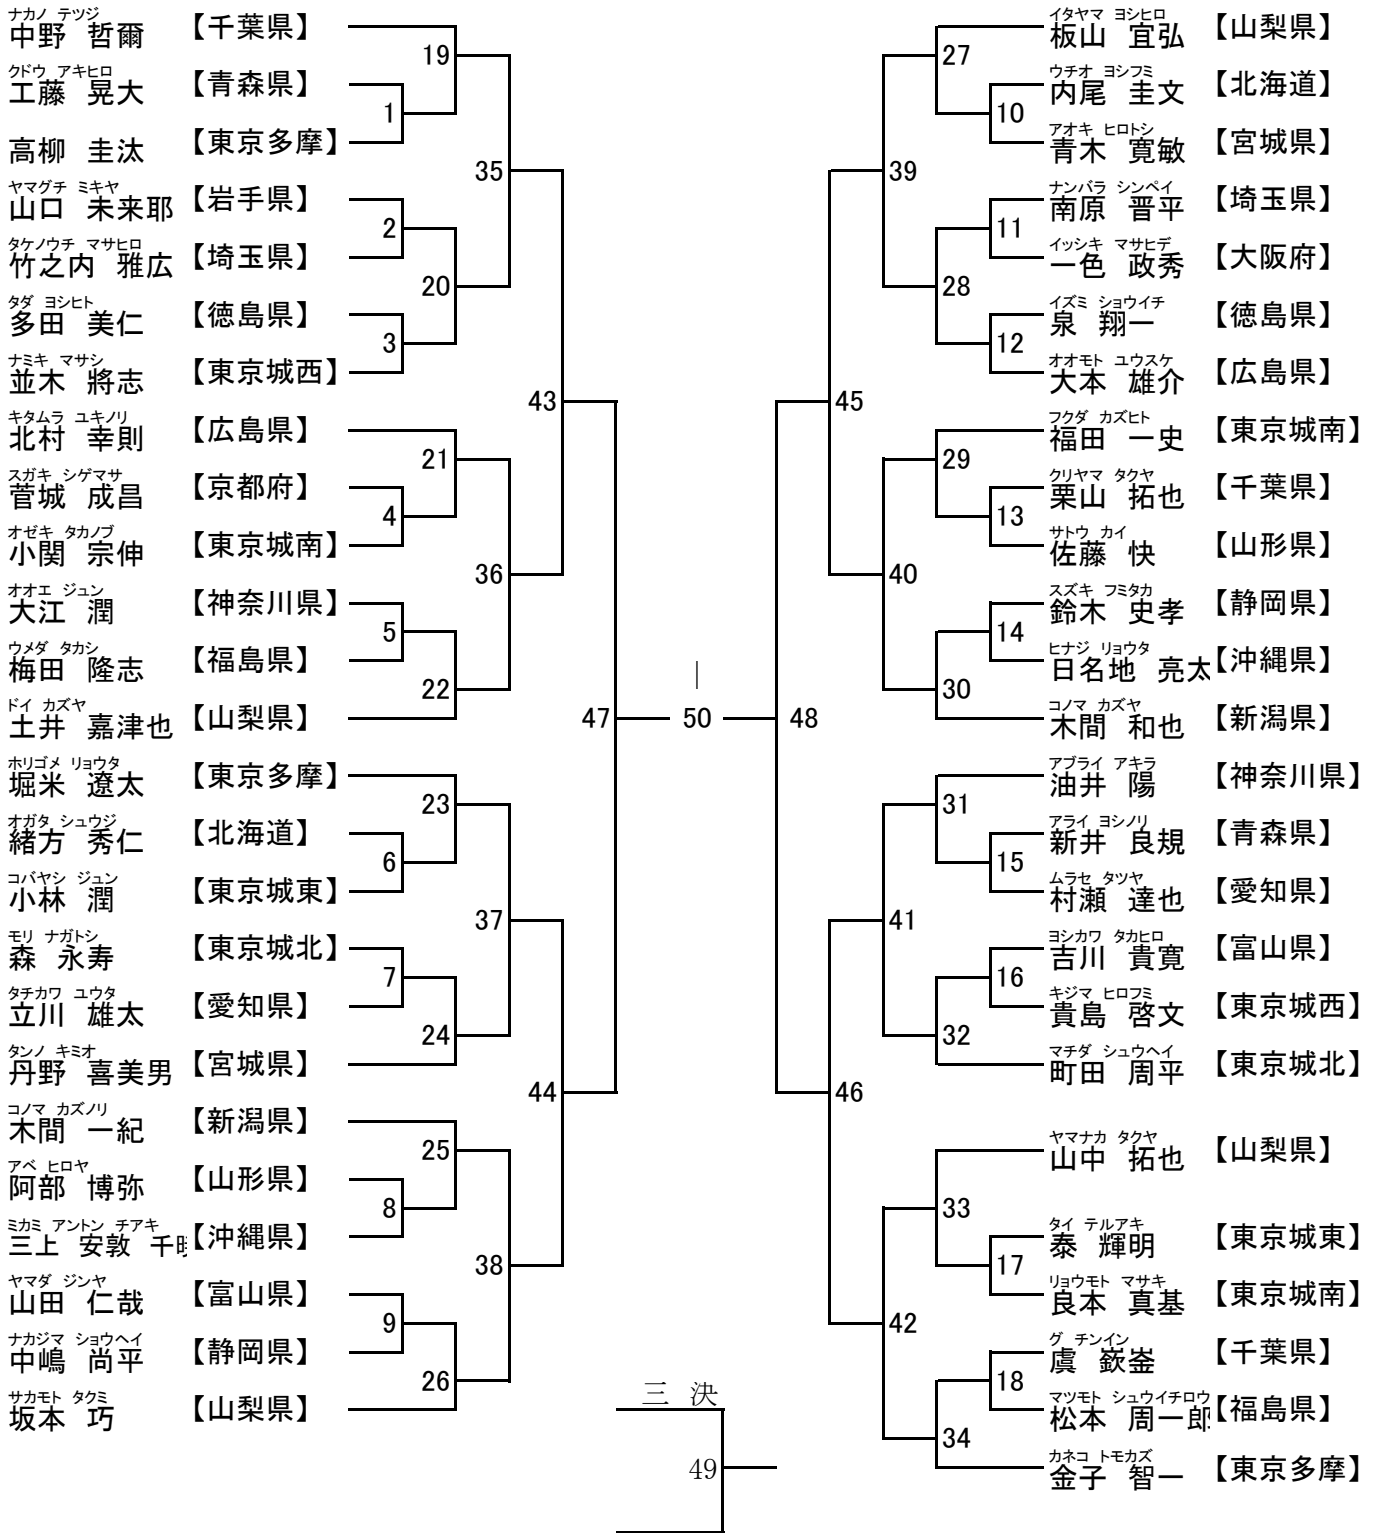 ナカノ テツジ
中野 哲爾 【千葉県】
19
クドウ アキヒロ
工藤 晃大 【青森県】
1
高柳 圭汰 【東京多摩】
35
ヤマグチ ミキヤ
山口 未来耶 【岩手県】
2
タケノウチ マサヒロ
竹之内 雅広 【埼玉県】
20
タダ ヨシヒト
多田 美仁 【徳島県】
3
ナミキ マサシ
並木 將志 【東京城西】
43
キタムラ ユキノリ
北村 幸則 【広島県】
21
スガキ シゲマサ
菅城 成昌 【京都府】
4
オゼキ タカノブ
小関 宗伸 【東京城南】
36
オオエ ジュン
大江 潤 【神奈川県】
5
ウメダ タカシ
梅田 隆志 【福島県】
22
ドイ カズヤ
土井 嘉津也 【山梨県】
47
ホリゴメ リョウタ
堀米 遼太 【東京多摩】
23
オガタ シュウジ
緒方 秀仁 【北海道】
6
コバヤシ ジュン
小林 潤 【東京城東】
37
モリ ナガトシ
森 永寿 【東京城北】
7
タチカワ ユウタ
立川 雄太 【愛知県】
24
タンノ キミオ
丹野 喜美男 【宮城県】
44
コノマ カズノリ
木間 一紀 【新潟県】
25
アベ ヒロヤ
阿部 博弥 【山形県】
8
ミカミ アントン チアキ
三上 安敦 千 【沖縄県】
38
ヤマダ ジンヤ
山田 仁哉 【富山県】
9
ナカジマ ショウヘイ
中嶋 尚平 【静岡県】
26
サカモト タクミ
坂本 巧 【山梨県】
|
50
三 決
49
イタヤマ ヨシヒロ
板山 宜弘 【山梨県】
27
ウチオ ヨシフミ
内尾 圭文 【北海道】
10
アオキ ヒロトシ
青木 寛敏 【宮城県】
39
ナンバラ シンペイ
南原 晋平 【埼玉県】
11
イッシキ マサヒデ
一色 政秀 【大阪府】
28
イズミ ショウイチ
泉 翔一 【徳島県】
12
オオモト ユウスケ
大本 雄介 【広島県】
45
フクダ カズヒト
福田 一史 【東京城南】
29
クリヤマ タクヤ
栗山 拓也 【千葉県】
13
サトウ カイ
佐藤 快 【山形県】
40
スズキ フミタカ
鈴木 史孝 【静岡県】
14
ヒナジ リョウタ
日名地 亮太 【沖縄県】
30
コノマ カズヤ
木間 和也 【新潟県】
48
アブライ アキラ
油井 陽 【神奈川県】
31
アライ ヨシノリ
新井 良規 【青森県】
15
ムラセ タツヤ
村瀬 達也 【愛知県】
41
ヨシカワ タカヒロ
吉川 貴寛 【富山県】
16
キジマ ヒロフミ
貴島 啓文 【東京城西】
32
マチダ シュウヘイ
町田 周平 【東京城北】
46
ヤマナカ タクヤ
山中 拓也 【山梨県】
33
タイ テルアキ
泰 輝明 【東京城東】
17
リョウモト マサキ
良本 真基 【東京城南】
42
グ チンイン
虞 嶔崟 【千葉県】
18
マツモト シュウイチロウ
松本 周一郎 【福島県】
34
カネコ トモカズ
金子 智一 【東京多摩】